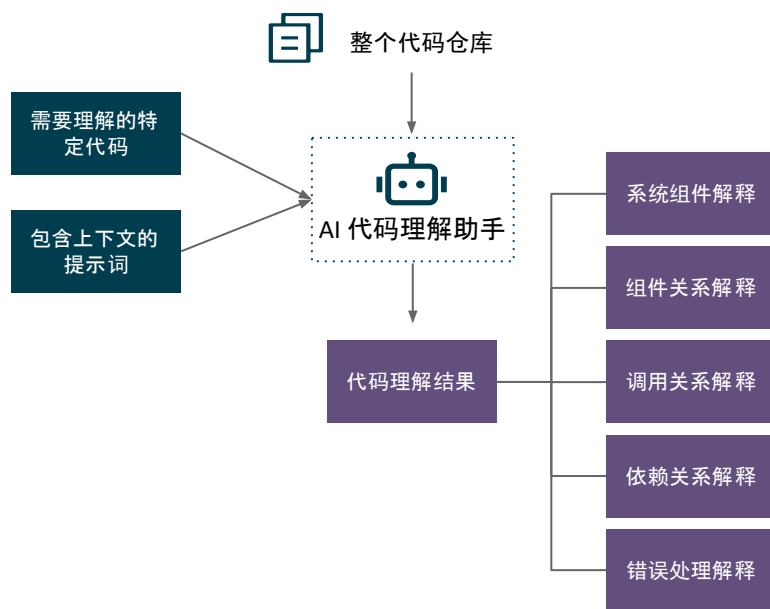 整个代码仓库
需要理解的特
定代码
包含上下文的
提示词
AI 代码理解助手
代码理解结果
系统组件解释
组件关系解释
调用关系解释
依赖关系解释
错误处理解释